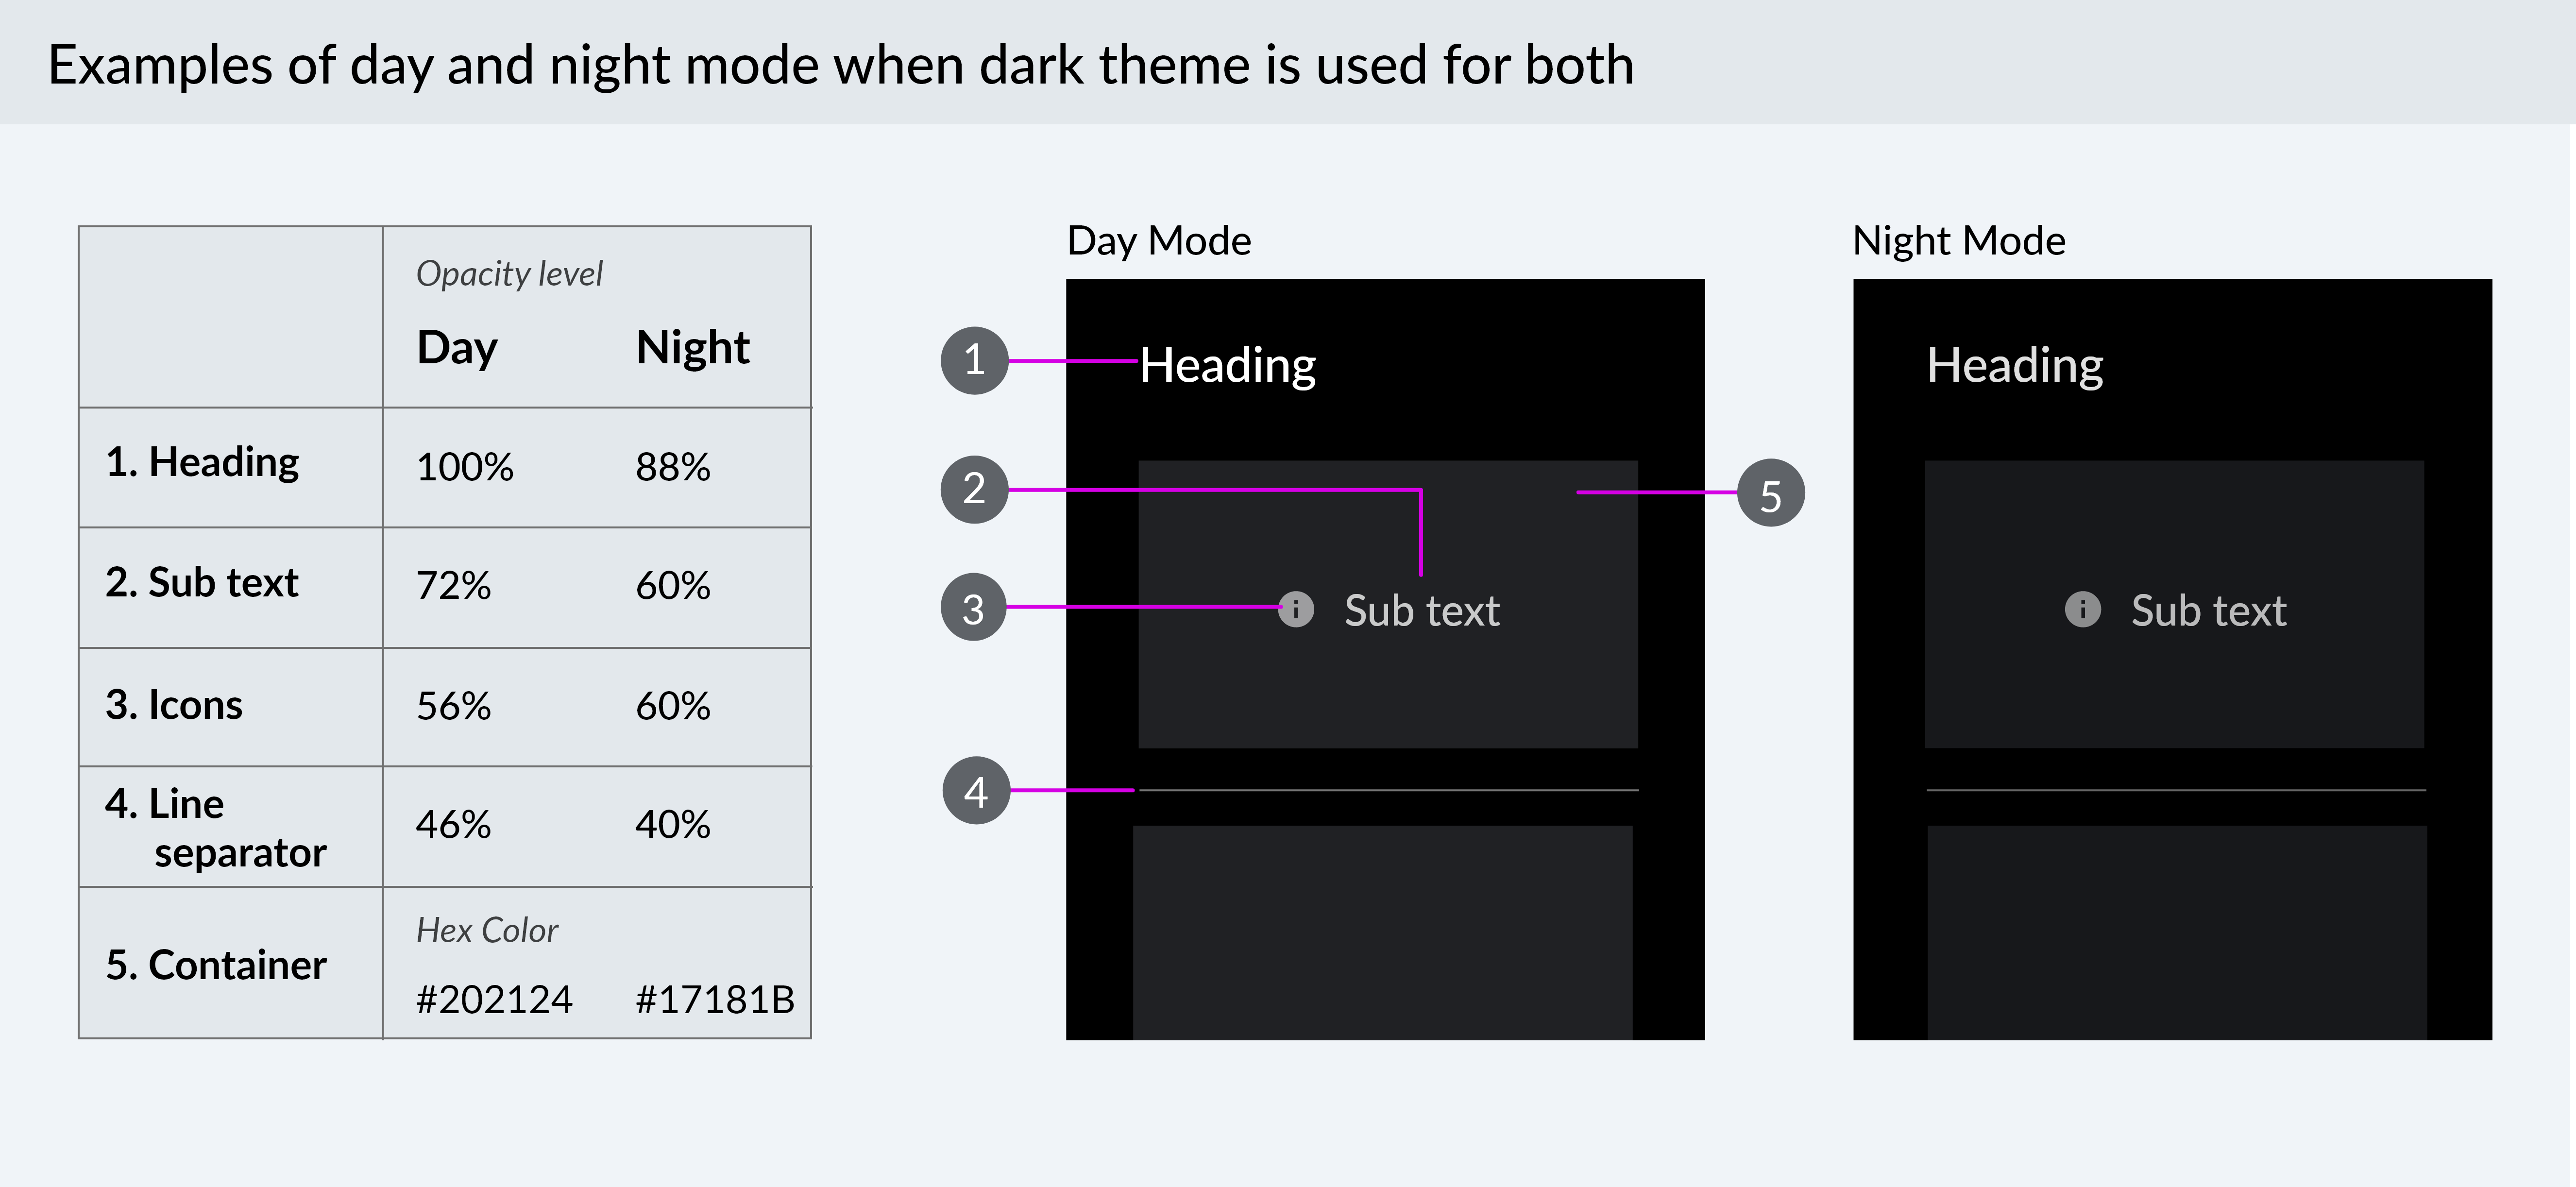 Examples of day and night mode when dark theme is used for both
Opacity level
Day Night
1. Heading 100% 88%
2. Sub text 72% 60%
3. Icons 56% 60%
4. Line
separator 46% 40%
5. Container
Hex Color
#202124 #17181B
Day Mode
1
Heading
2
5
3
i Sub text
4
Night Mode
Heading
i Sub text